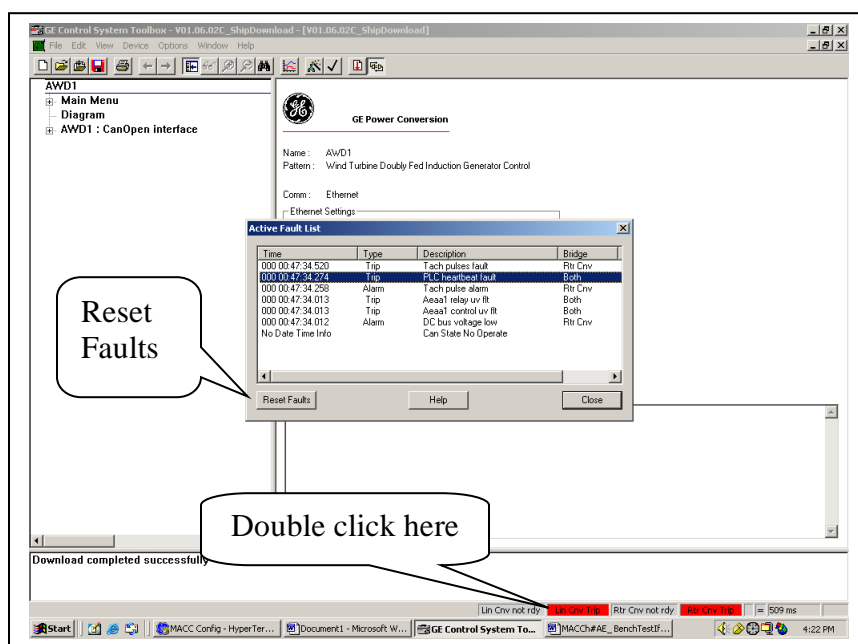 GE Control System Toolbox - V01.06.02C_ShipDownload - [V01.06.02C_ShipDownload]
File Edit View Device Options Window Help
AWD1
Main Menu
Diagram
AWD1 : CanOpen interface
GE
GE Power Conversion
Name : AWD1
Pattern : Wind Turbine Doubly Fed Induction Generator Control
Comm : Ethernet
Ethernet Settings
Active Fault List
Time Type Description Bridge
000 00:47:34.520 Trip Tach pulses fault Rtr Cnv
000 00:47:34.274 Trip PLC heartbeat fault Both
000 00:47:34.258 Alarm Tach pulse alarm Rtr Cnv
000 00:47:34.013 Trip Aeaa1 relay uv flt Both
000 00:47:34.013 Trip Aeaa1 control uv flt Both
000 00:47:34.012 Alarm DC bus voltage low Rtr Cnv
No Date Time Info Can State No Operate
Reset Faults Help Close
Reset
Faults
Double click here
Download completed successfully
Lin Cnv not rdy Lin Cnv Trip Rtr Cnv not rdy Rtr Cnv Trip = 509 ms
Start MACC Config - HyperTer... Document1 - Microsoft W... GE Control System To... MACCh#AE_BenchTestIf... 4:22 PM